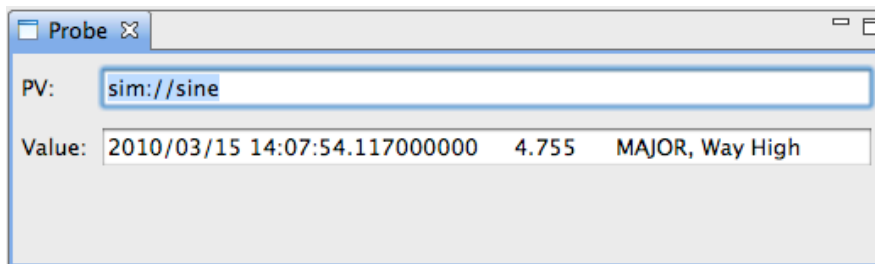 Probe
PV: sim://sine
Value: 2010/03/15 14:07:54.117000000 4.755 MAJOR, Way High